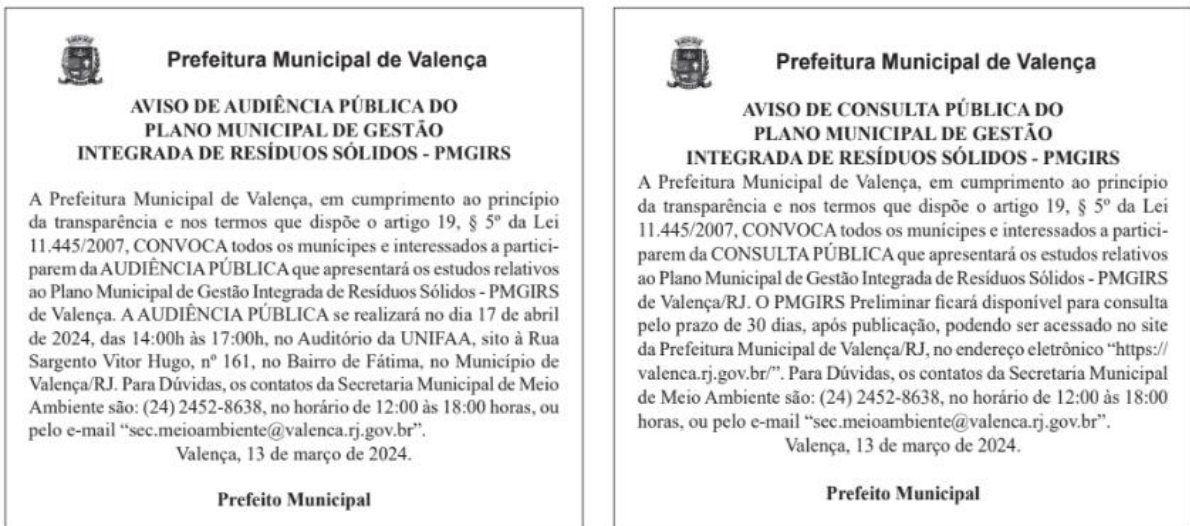 Prefeitura Municipal de Valença
AVISO DE AUDIÊNCIA PÚBLICA DO
PLANO MUNICIPAL DE GESTÃO
INTEGRADA DE RESÍDUOS SÓLIDOS - PMGIRS
A Prefeitura Municipal de Valença, em cumprimento ao princípio
da transparência e nos termos que dispõe o artigo 19, § 5º da Lei
11.445/2007, CONVOCA todos os munícipes e interessados a partici-
parem da AUDIÊNCIA PÚBLICA que apresentará os estudos relativos
ao Plano Municipal de Gestão Integrada de Resíduos Sólidos - PMGIRS
de Valença. A AUDIÊNCIA PÚBLICA se realizará no dia 17 de abril
de 2024, das 14:00h às 17:00h, no Auditório da UNIFAA, sito à Rua
Sargento Vitor Hugo, nº 161, no Bairro de Fátima, no Município de
Valença/RJ. Para Dúvidas, os contatos da Secretaria Municipal de Meio
Ambiente são: (24) 2452-8638, no horário de 12:00 às 18:00 horas, ou
pelo e-mail “sec.meioambiente@valenca.rj.gov.br”.
Valença, 13 de março de 2024.
Prefeito Municipal
Prefeitura Municipal de Valença
AVISO DE CONSULTA PÚBLICA DO
PLANO MUNICIPAL DE GESTÃO
INTEGRADA DE RESÍDUOS SÓLIDOS - PMGIRS
A Prefeitura Municipal de Valença, em cumprimento ao princípio
da transparência e nos termos que dispõe o artigo 19, § 5º da Lei
11.445/2007, CONVOCA todos os munícipes e interessados a partici-
parem da CONSULTA PÚBLICA que apresentará os estudos relativos
ao Plano Municipal de Gestão Integrada de Resíduos Sólidos - PMGIRS
de Valença/RJ. O PMGIRS Preliminar ficará disponível para consulta
pelo prazo de 30 dias, após publicação, podendo ser acessado no site
da Prefeitura Municipal de Valença/RJ, no endereço eletrônico “https://
valenca.rj.gov.br/”. Para Dúvidas, os contatos da Secretaria Municipal
de Meio Ambiente são: (24) 2452-8638, no horário de 12:00 às 18:00
horas, ou pelo e-mail “sec.meioambiente@valenca.rj.gov.br”.
Valença, 13 de março de 2024.
Prefeito Municipal